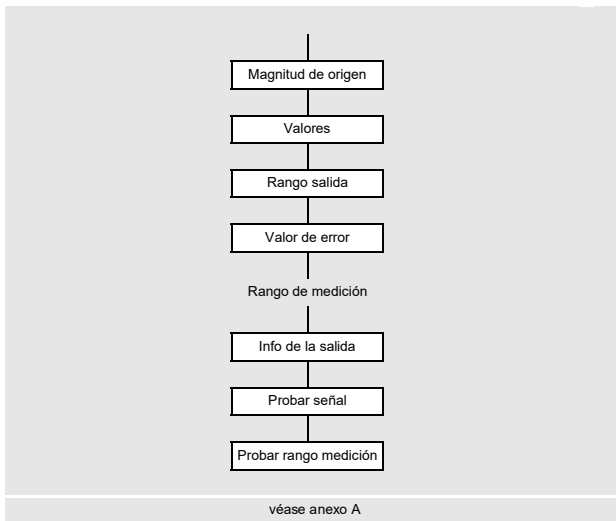 Magnitud de origen
Valores
Rango salida
Valor de error
Rango de medición
Info de la salida
Probar señal
Probar rango medición
véase anexo A